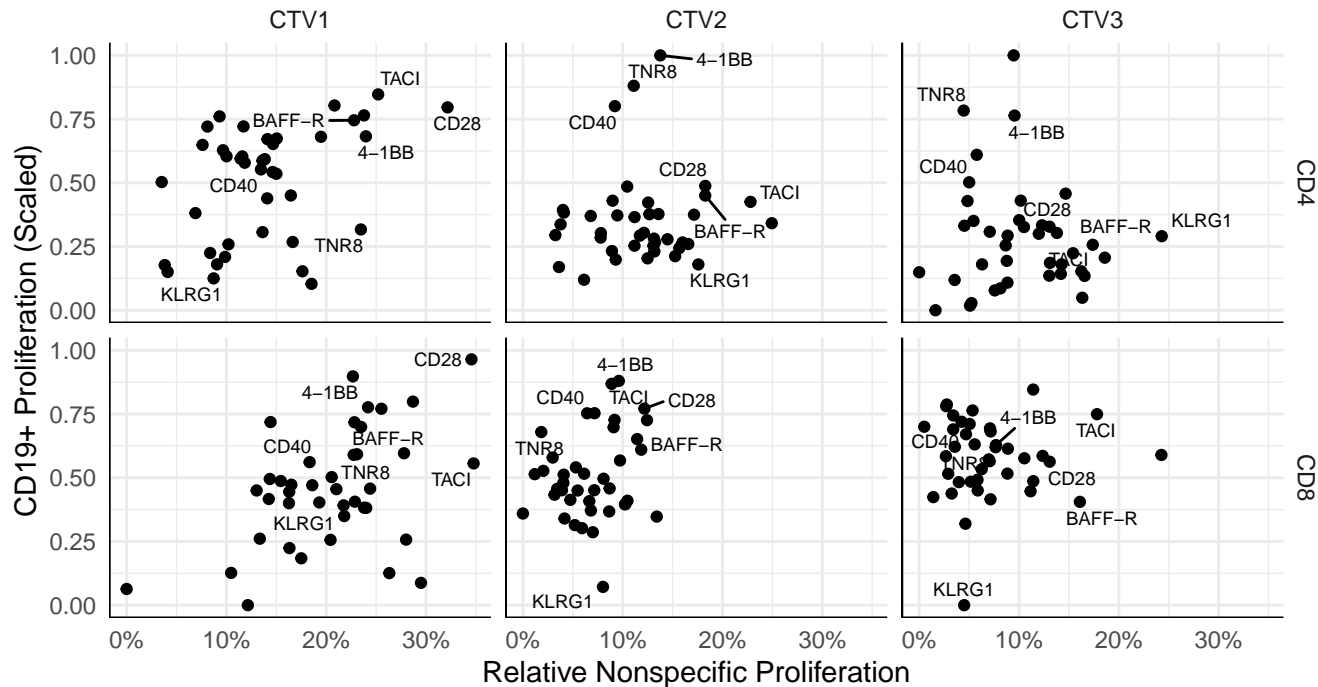 CTV1 CTV2 CTV3
CD19+ Proliferation (Scaled)
1.00
0.75
0.50
0.25
0.00
TACI
BAFF−R
CD28
4−1BB
CD40
TNR8
KLRG1
4−1BB
TNR8
CD40
CD28
TACI
BAFF−R
KLRG1
TNR8
4−1BB
CD40
CD28
BAFF−R
KLRG1
TACI
CD4
1.00
0.75
0.50
0.25
0.00
CD28
4−1BB
CD40
BAFF−R
TNR8
TACI
KLRG1
4−1BB
CD40
TACI
CD28
TNR8
BAFF−R
KLRG1
4−1BB
TACI
CD40
TNR8
CD28
BAFF−R
KLRG1
CD8
0% 10% 20% 30% 0% 10% 20% 30% 0% 10% 20% 30%
Relative Nonspecific Proliferation